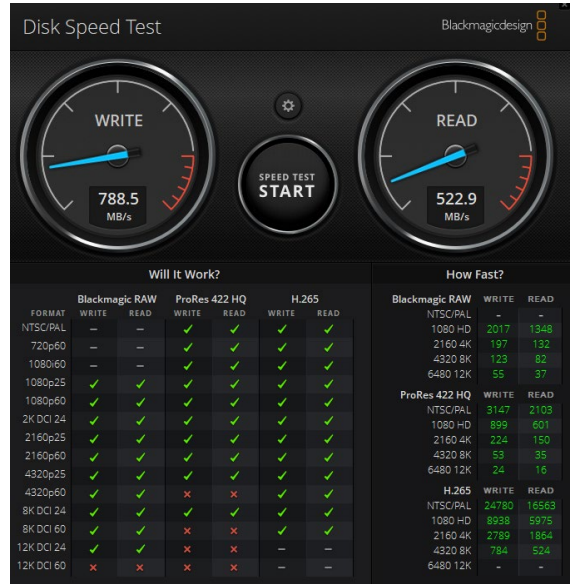 Disk Speed Test
Blackmagicdesign
WRITE
788.5
MB/s
SPEED TEST
START
READ
522.9
MB/s
Will It Work?
Blackmagic RAW ProRes 422 HQ H.265
FORMAT WRITE READ WRITE READ WRITE READ
NTSC/PAL – – ✓ ✓ ✓ ✓
720p60 – – ✓ ✓ ✓ ✓
1080i60 – – ✓ ✓ ✓ ✓
1080p25 ✓ ✓ ✓ ✓ ✓ ✓
1080p60 ✓ ✓ ✓ ✓ ✓ ✓
2K DCI 24 ✓ ✓ ✓ ✓ ✓ ✓
2160p25 ✓ ✓ ✓ ✓ ✓ ✓
2160p60 ✓ ✓ ✓ ✓ ✓ ✓
4320p25 ✓ ✓ ✓ ✓ ✓ ✓
4320p60 ✓ ✓ × × ✓ ✓
8K DCI 24 ✓ ✓ ✓ ✓ ✓ ✓
8K DCI 60 ✓ ✓ × × ✓ ✓
12K DCI 24 ✓ ✓ × × – –
12K DCI 60 × × × × – –
How Fast?
Blackmagic RAW WRITE READ
NTSC/PAL - -
1080 HD 2017 1348
2160 4K 197 132
4320 8K 123 82
6480 12K 55 37
ProRes 422 HQ WRITE READ
NTSC/PAL 3147 2103
1080 HD 899 601
2160 4K 224 150
4320 8K 53 35
6480 12K 24 16
H.265 WRITE READ
NTSC/PAL 24780 16563
1080 HD 8938 5975
2160 4K 2789 1864
4320 8K 784 524
6480 12K - -